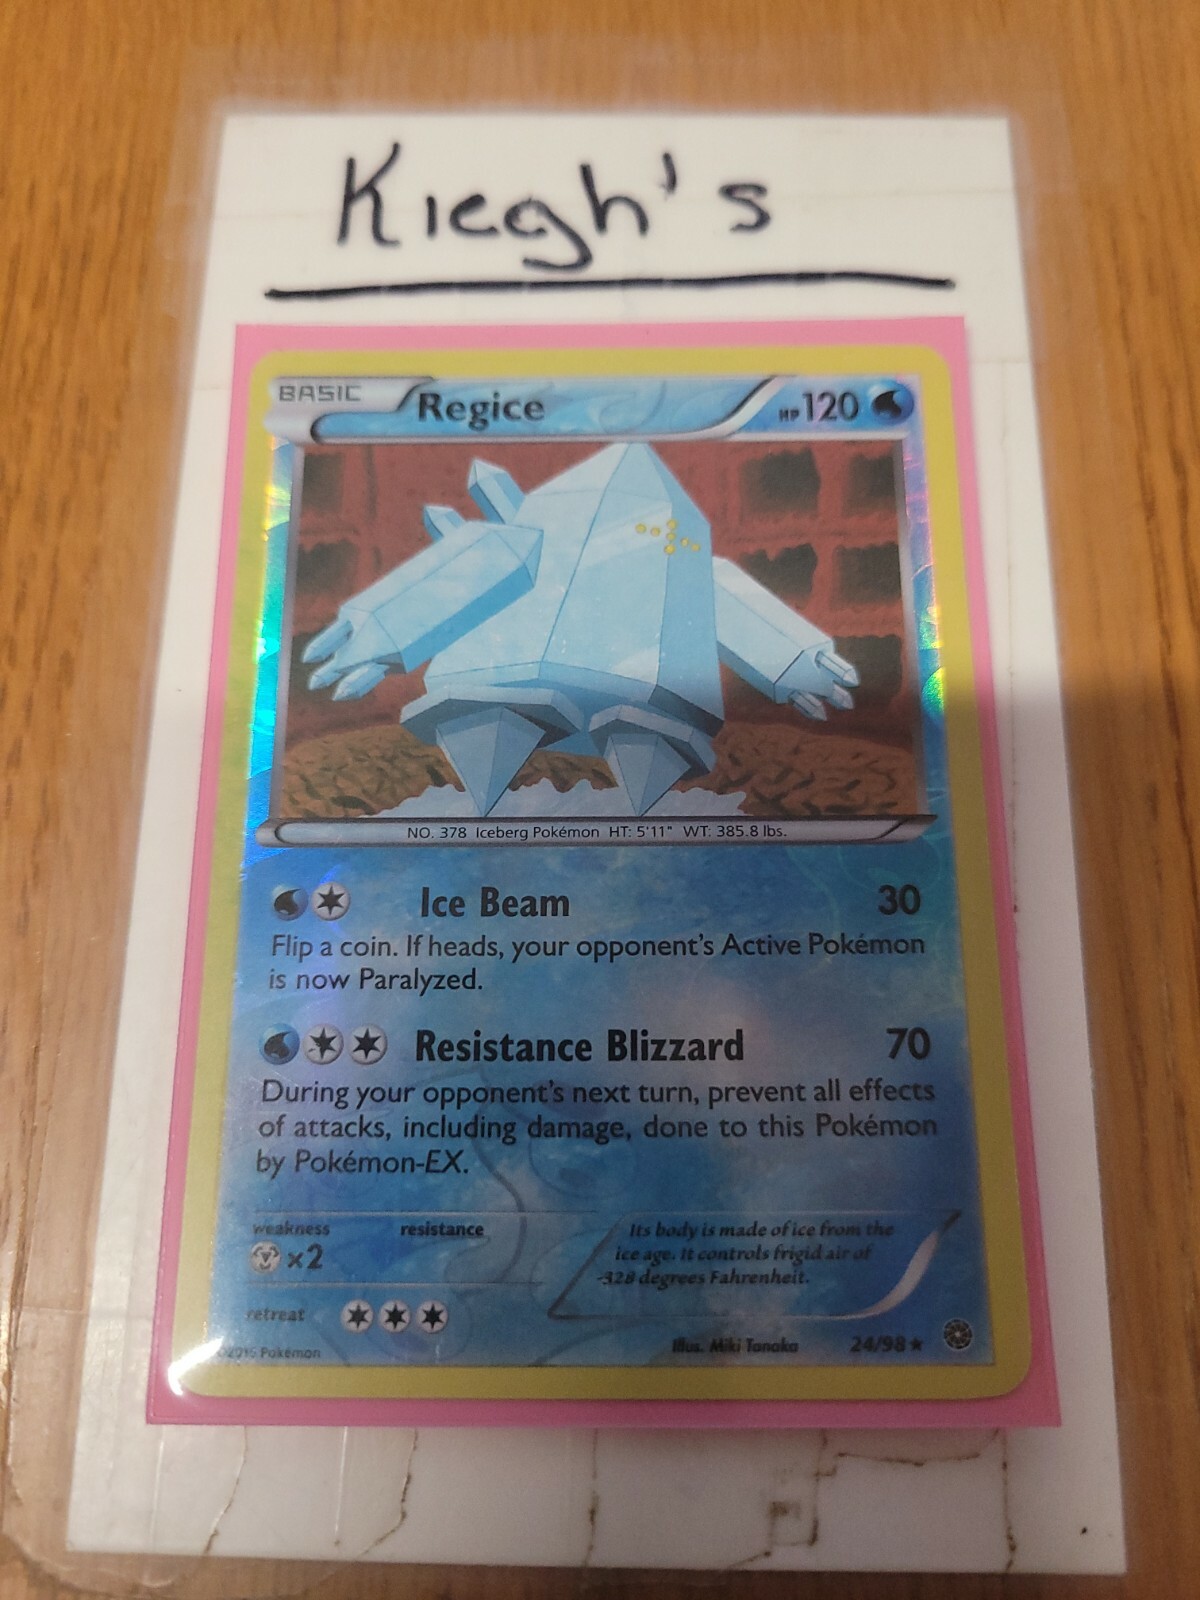 Kiegh's
BASIC Regice HP 120
NO. 378 Iceberg Pokémon HT: 5'11" WT: 385.8 lbs.
Ice Beam 30
Flip a coin. If heads, your opponent's Active Pokémon
is now Paralyzed.
Resistance Blizzard 70
During your opponent's next turn, prevent all effects
of attacks, including damage, done to this Pokémon
by Pokémon-EX.
weakness resistance
×2
retreat
Its body is made of ice from the
ice age. It controls frigid air of
-328 degrees Fahrenheit.
©2015 Pokémon Illus. Miki Tanaka 24/98 ★